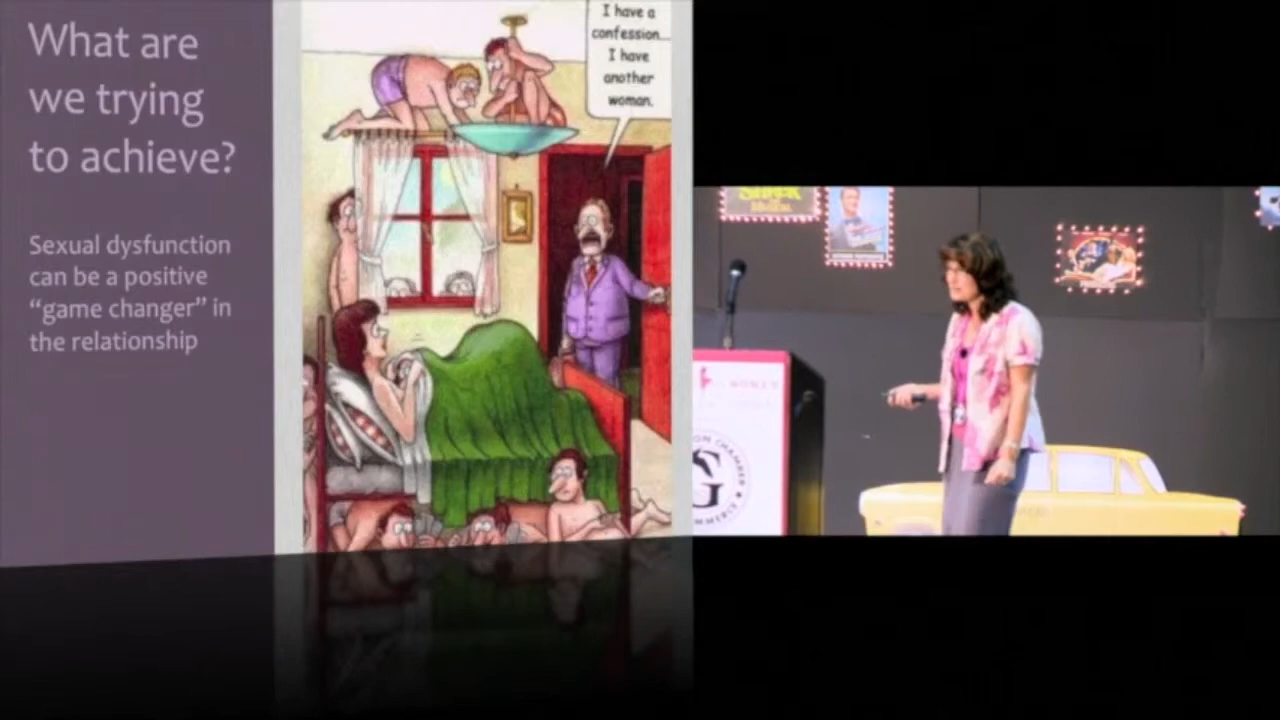 What are
we trying
to achieve?
Sexual dysfunction
can be a positive
“game changer” in
the relationship
I have a
confession...
I have
another
woman.